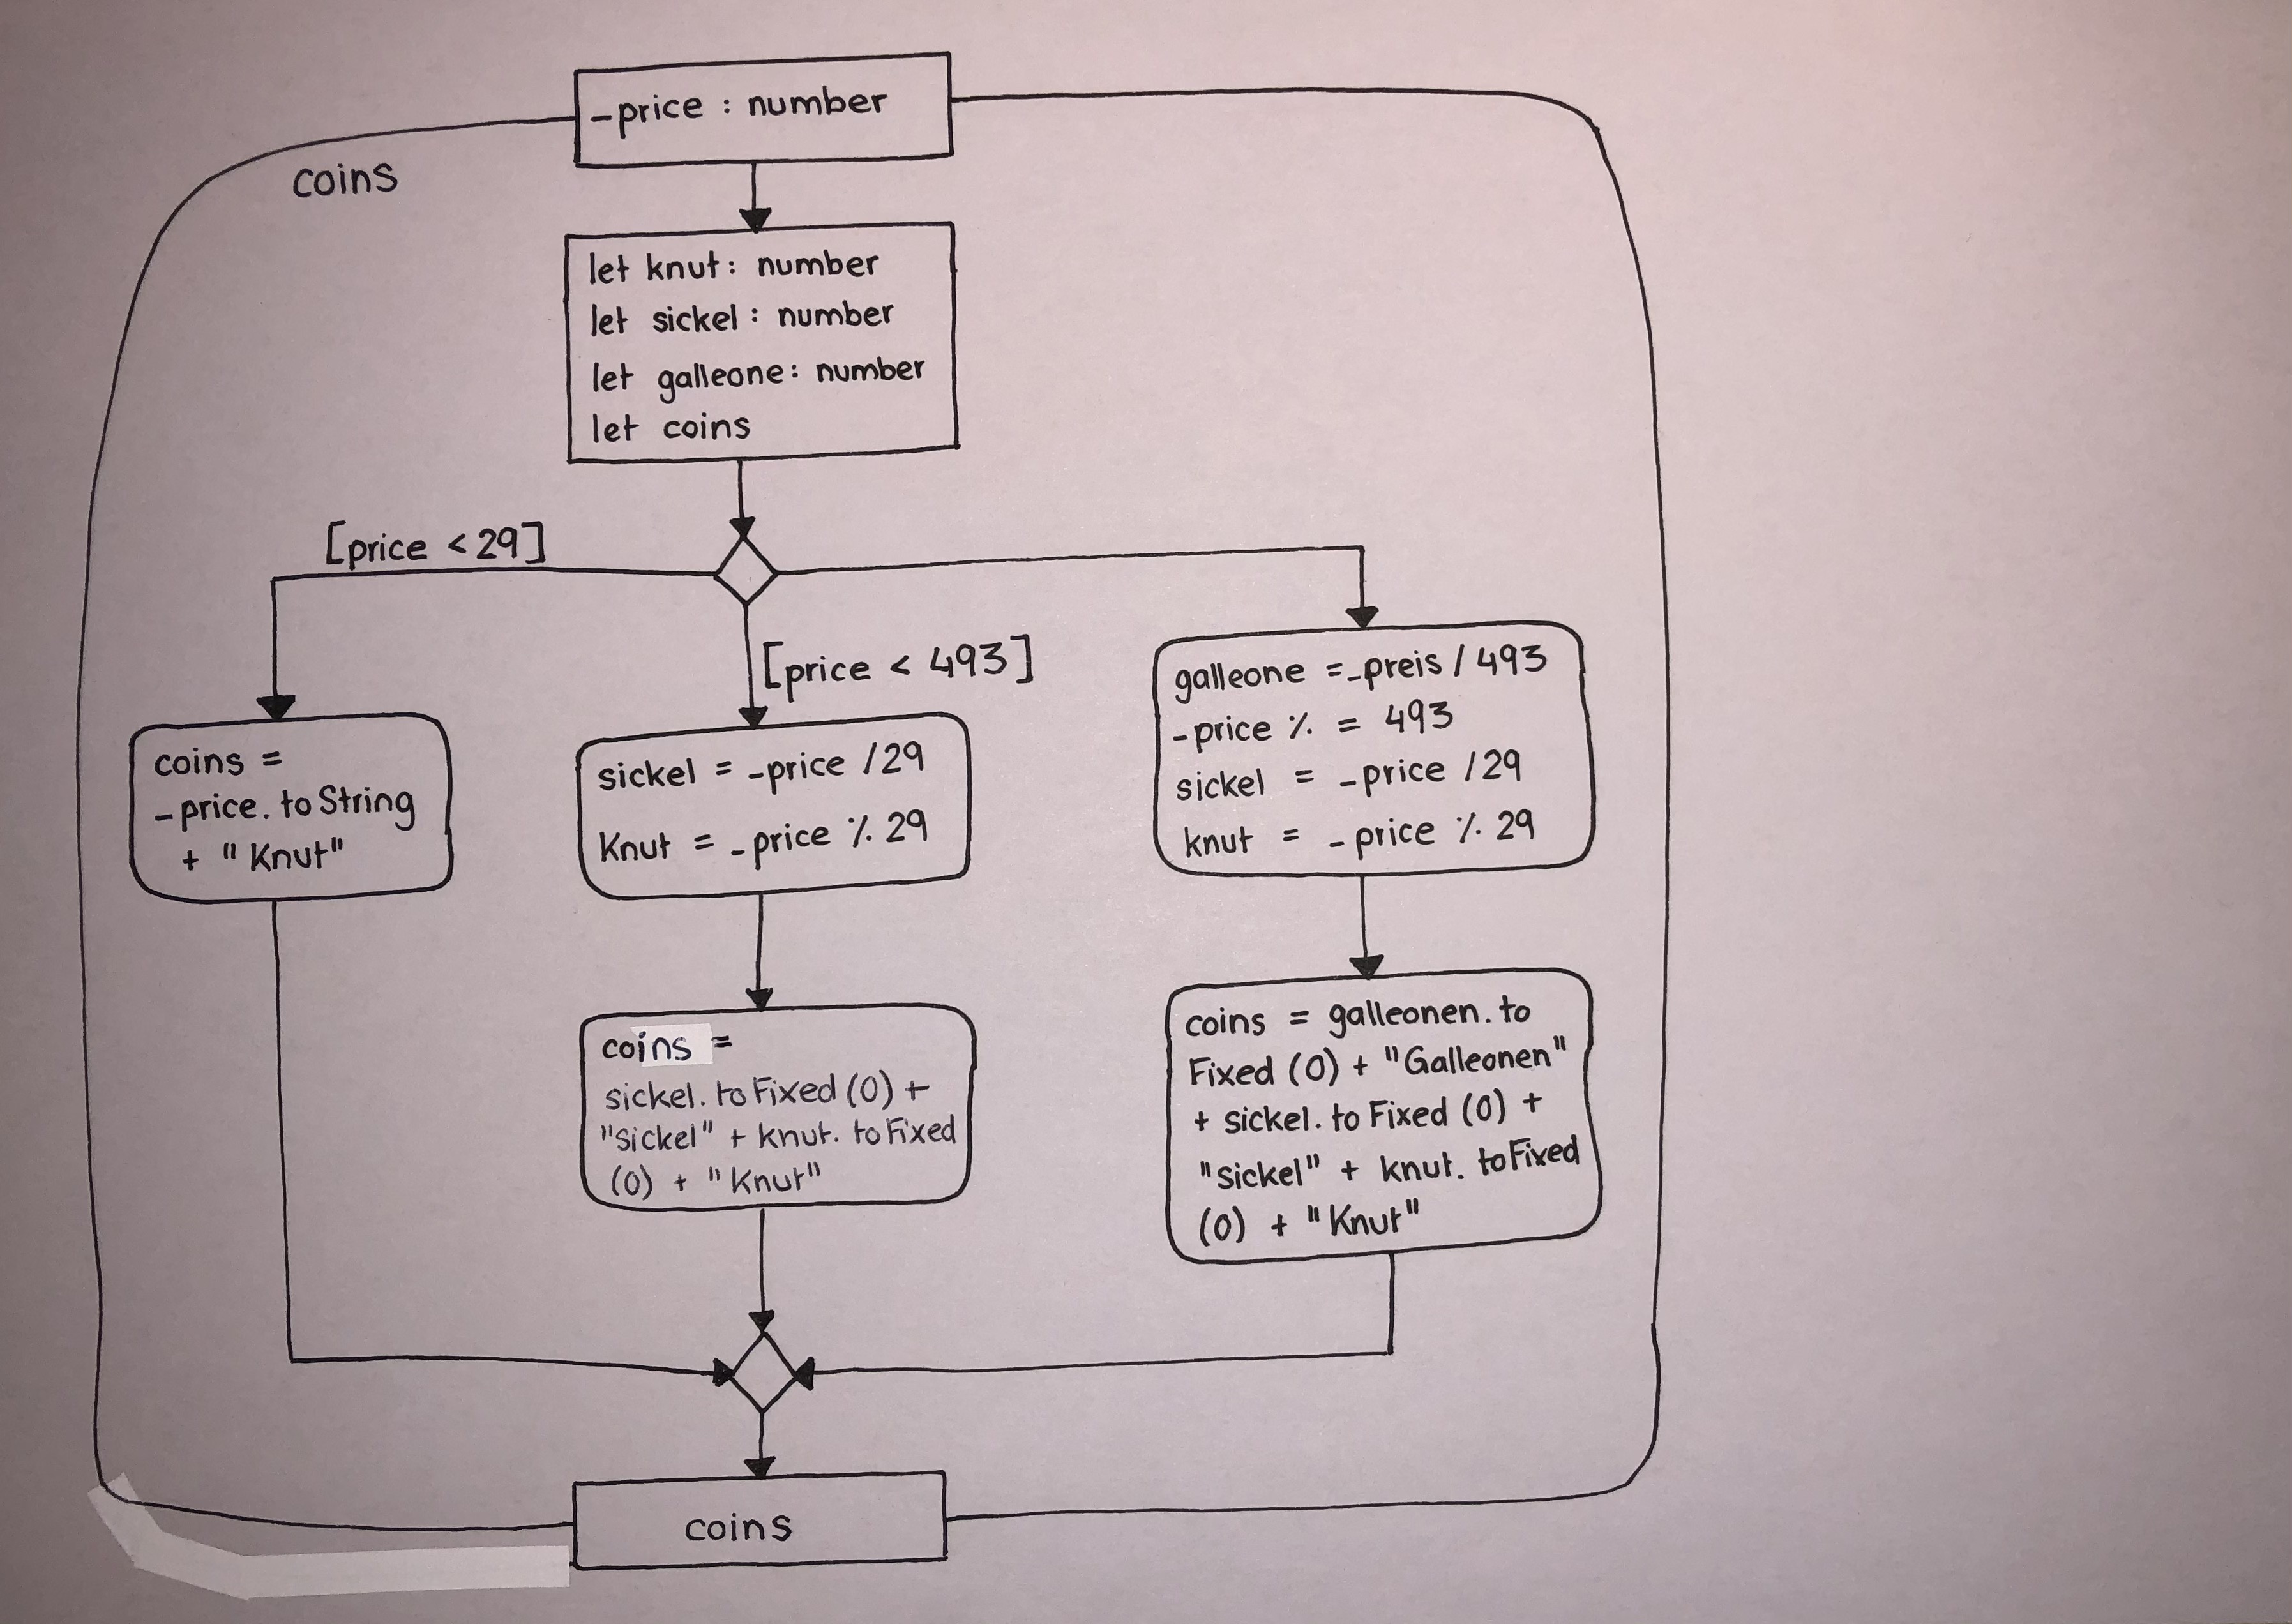 -price : number
coins
let knut: number
let sickel: number
let galleone: number
let coins
[price < 29]
[price < 493]
coins =
-price. to String
+ "Knut"
sickel = -price / 29
Knut = -price % 29
galleone = -preis / 493
-price % = 493
sickel = -price / 29
knut = -price % 29
coins =
sickel. to Fixed (0) +
"Sickel" + knut. to Fixed
(0) + "Knut"
coins = galleonen. to
Fixed (0) + "Galleonen"
+ sickel. to Fixed (0) +
"Sickel" + knut. toFixed
(0) + "Knut"
coins